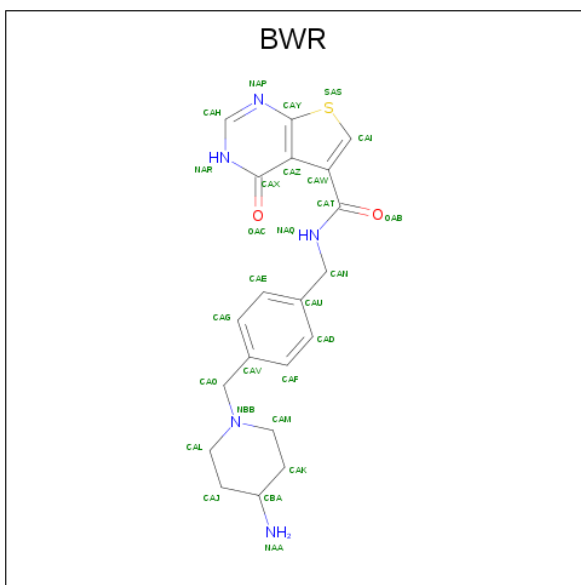 BWR
NAP
SAS
N
S
CAH
CAY
CAI
HN
NAR
CAZ
CAX
CAW
CAT
O
OAC
O
OAB
NAQ
HN
CAN
CAE
CAU
CAG
CAD
CAV
CAF
CAO
NBB
N
CAM
CAL
CAK
CAJ
CBA
NH₂
NAA